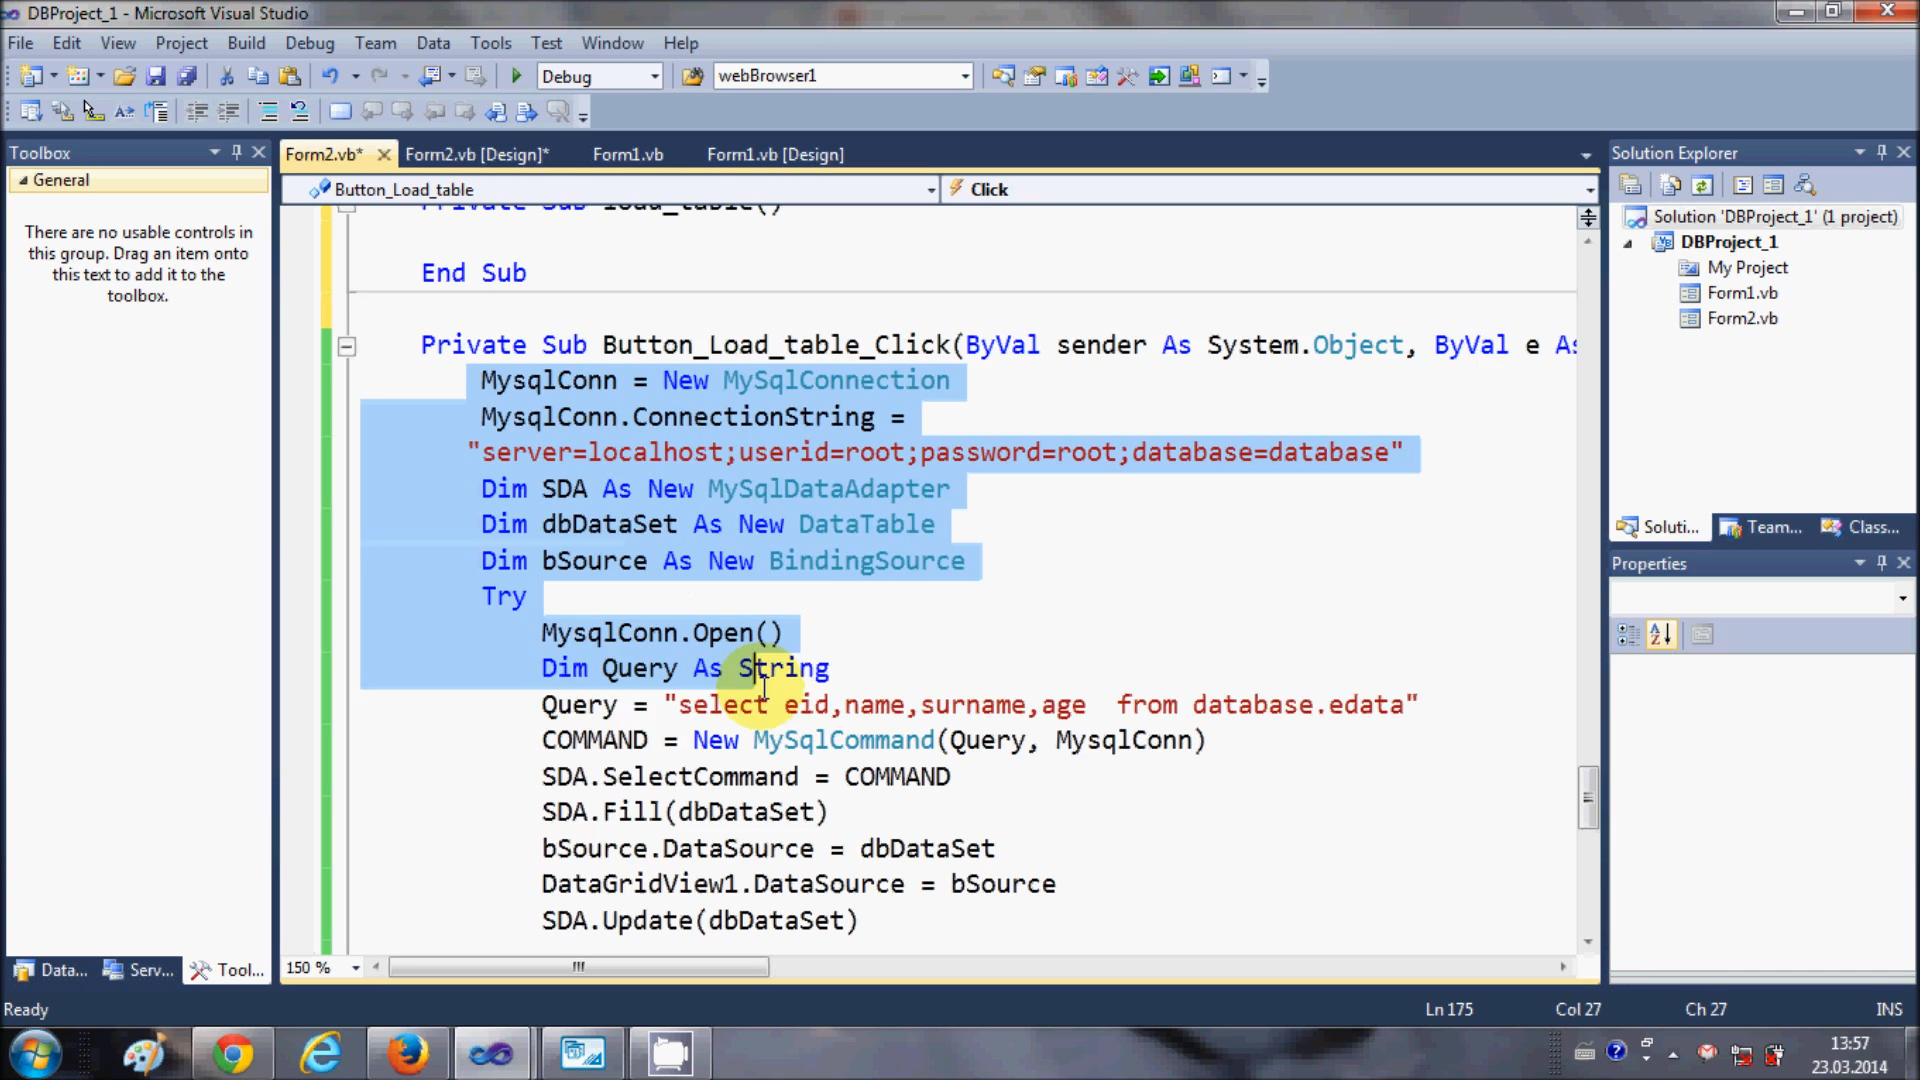 DBProject_1 - Microsoft Visual Studio
File Edit View Project Build Debug Team Data Tools Test Window Help
Debug webBrowser1
Toolbox
General
There are no usable controls in
this group. Drag an item onto
this text to add it to the
toolbox.
Data... Serv... Tool...
Form2.vb* Form2.vb [Design]* Form1.vb Form1.vb [Design]
Button_Load_table Click
Private Sub load_table()
End Sub
Private Sub Button_Load_table_Click(ByVal sender As System.Object, ByVal e As
MysqlConn = New MySqlConnection
MysqlConn.ConnectionString =
"server=localhost;userid=root;password=root;database=database"
Dim SDA As New MySqlDataAdapter
Dim dbDataSet As New DataTable
Dim bSource As New BindingSource
Try
MysqlConn.Open()
Dim Query As String
Query = "select eid,name,surname,age  from database.edata"
COMMAND = New MySqlCommand(Query, MysqlConn)
SDA.SelectCommand = COMMAND
SDA.Fill(dbDataSet)
bSource.DataSource = dbDataSet
DataGridView1.DataSource = bSource
SDA.Update(dbDataSet)
150 %
Solution Explorer
Solution 'DBProject_1' (1 project)
DBProject_1
My Project
Form1.vb
Form2.vb
Soluti... Team... Class...
Properties
Ready Ln 175 Col 27 Ch 27 INS
13:57
23.03.2014